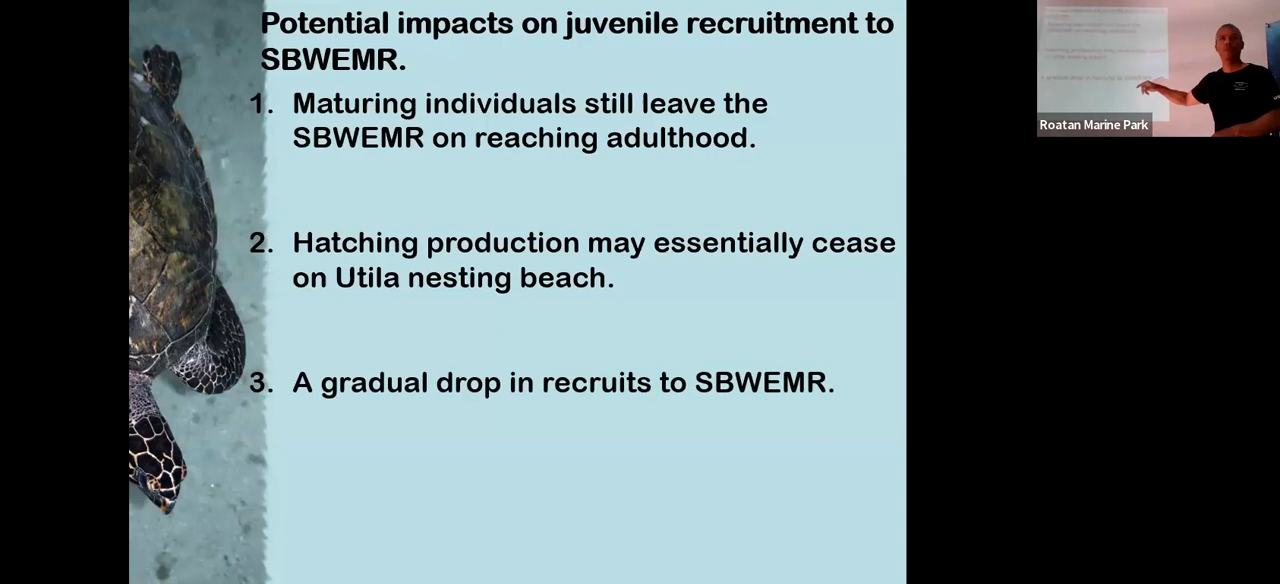 Potential impacts on juvenile recruitment to
SBWEMR.
1. Maturing individuals still leave the
SBWEMR on reaching adulthood.
2. Hatching production may essentially cease
on Utila nesting beach.
3. A gradual drop in recruits to SBWEMR.
Roatan Marine Park